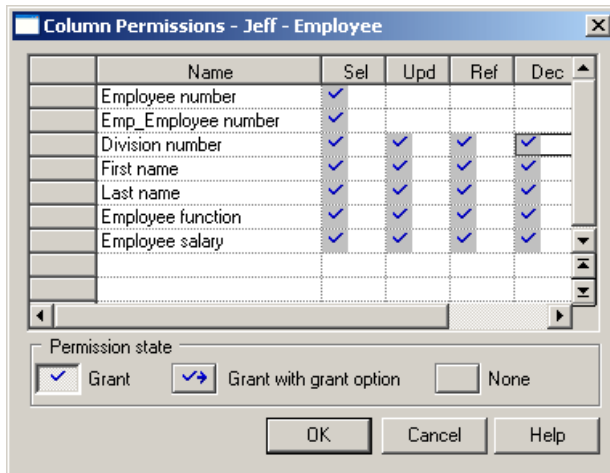 Column Permissions - Jeff - Employee
Name Sel Upd Ref Dec
Employee number
Emp_Employee number
Division number
First name
Last name
Employee function
Employee salary
Permission state
Grant Grant with grant option None
OK Cancel Help